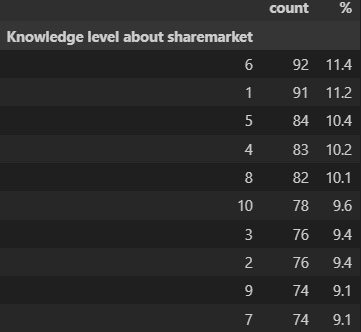 count %
Knowledge level about sharemarket
6 92 11.4
1 91 11.2
5 84 10.4
4 83 10.2
8 82 10.1
10 78 9.6
3 76 9.4
2 76 9.4
9 74 9.1
7 74 9.1